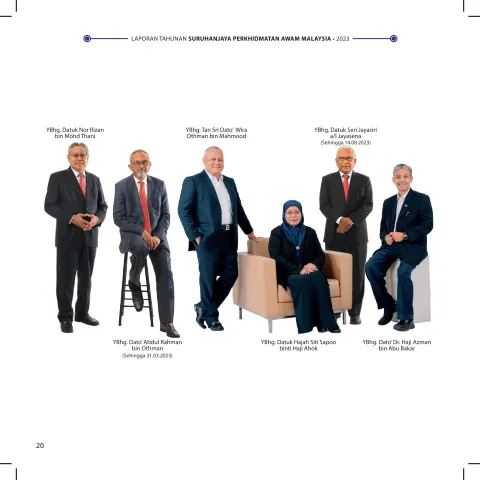 LAPORAN TAHUNAN SURUHANJAYA PERKHIDMATAN AWAM MALAYSIA • 2023
YBhg. Datuk Nor Rizan
bin Mohd Thani
YBhg. Tan Sri Dato' Wira
Othman bin Mahmood
YBhg. Datuk Seri Jayasiri
a/l Jayasena
(Sehingga 14.08.2023)
YBhg. Dato' Abdul Rahman
bin Othman
(Sehingga 31.03.2023)
YBhg. Datuk Hajah Siti Sapoo
binti Haji Ahok
YBhg. Dato' Dr. Haji Azman
bin Abu Bakar
20